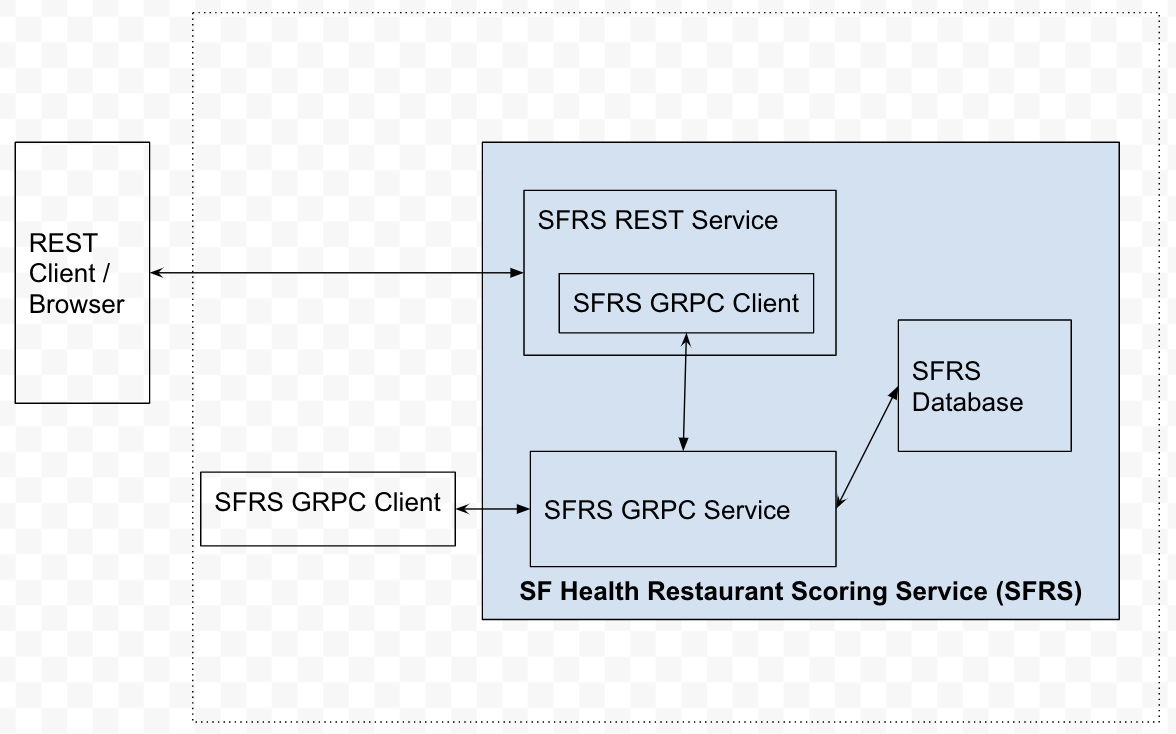 REST
Client /
Browser
SFRS REST Service
SFRS GRPC Client
SFRS
Database
SFRS GRPC Client
SFRS GRPC Service
SF Health Restaurant Scoring Service (SFRS)